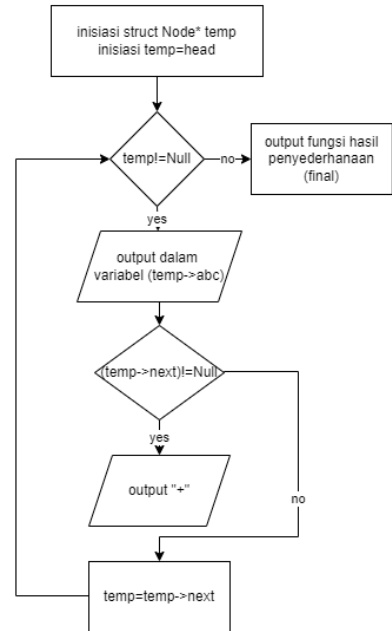 inisiasi struct Node* temp
inisiasi temp=head
temp!=Null
no
output fungsi hasil
penyederhanaan
(final)
yes
output dalam
variabel (temp->abc)
(temp->next)!=Null
yes
output "+"
no
temp=temp->next